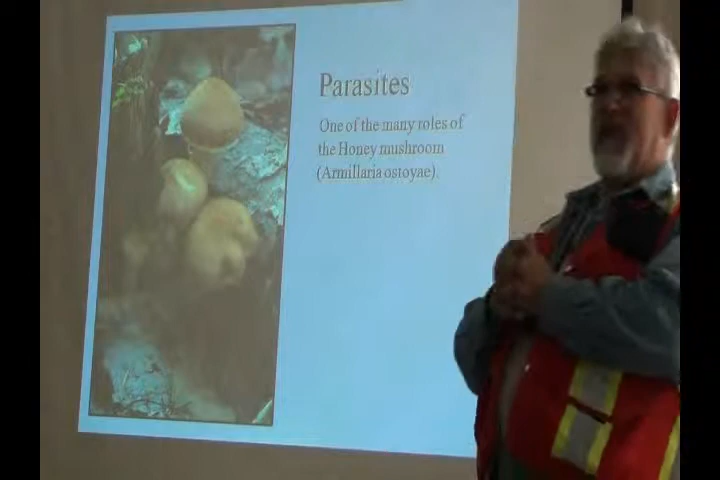 Parasites
One of the many roles of
the Honey mushroom
(Armillaria ostoyae).